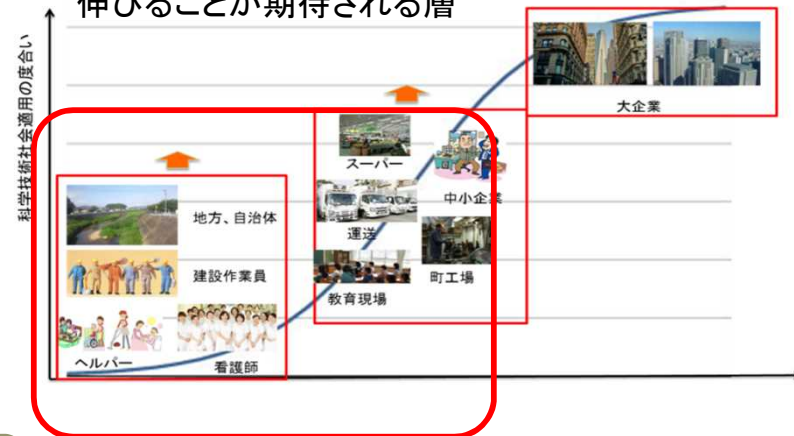 伸びることが期待される層
科学技術社会適用の度合い
大企業
スーパー
中小企業
地方、自治体
運送
建設作業員
町工場
教育現場
ヘルパー
看護師